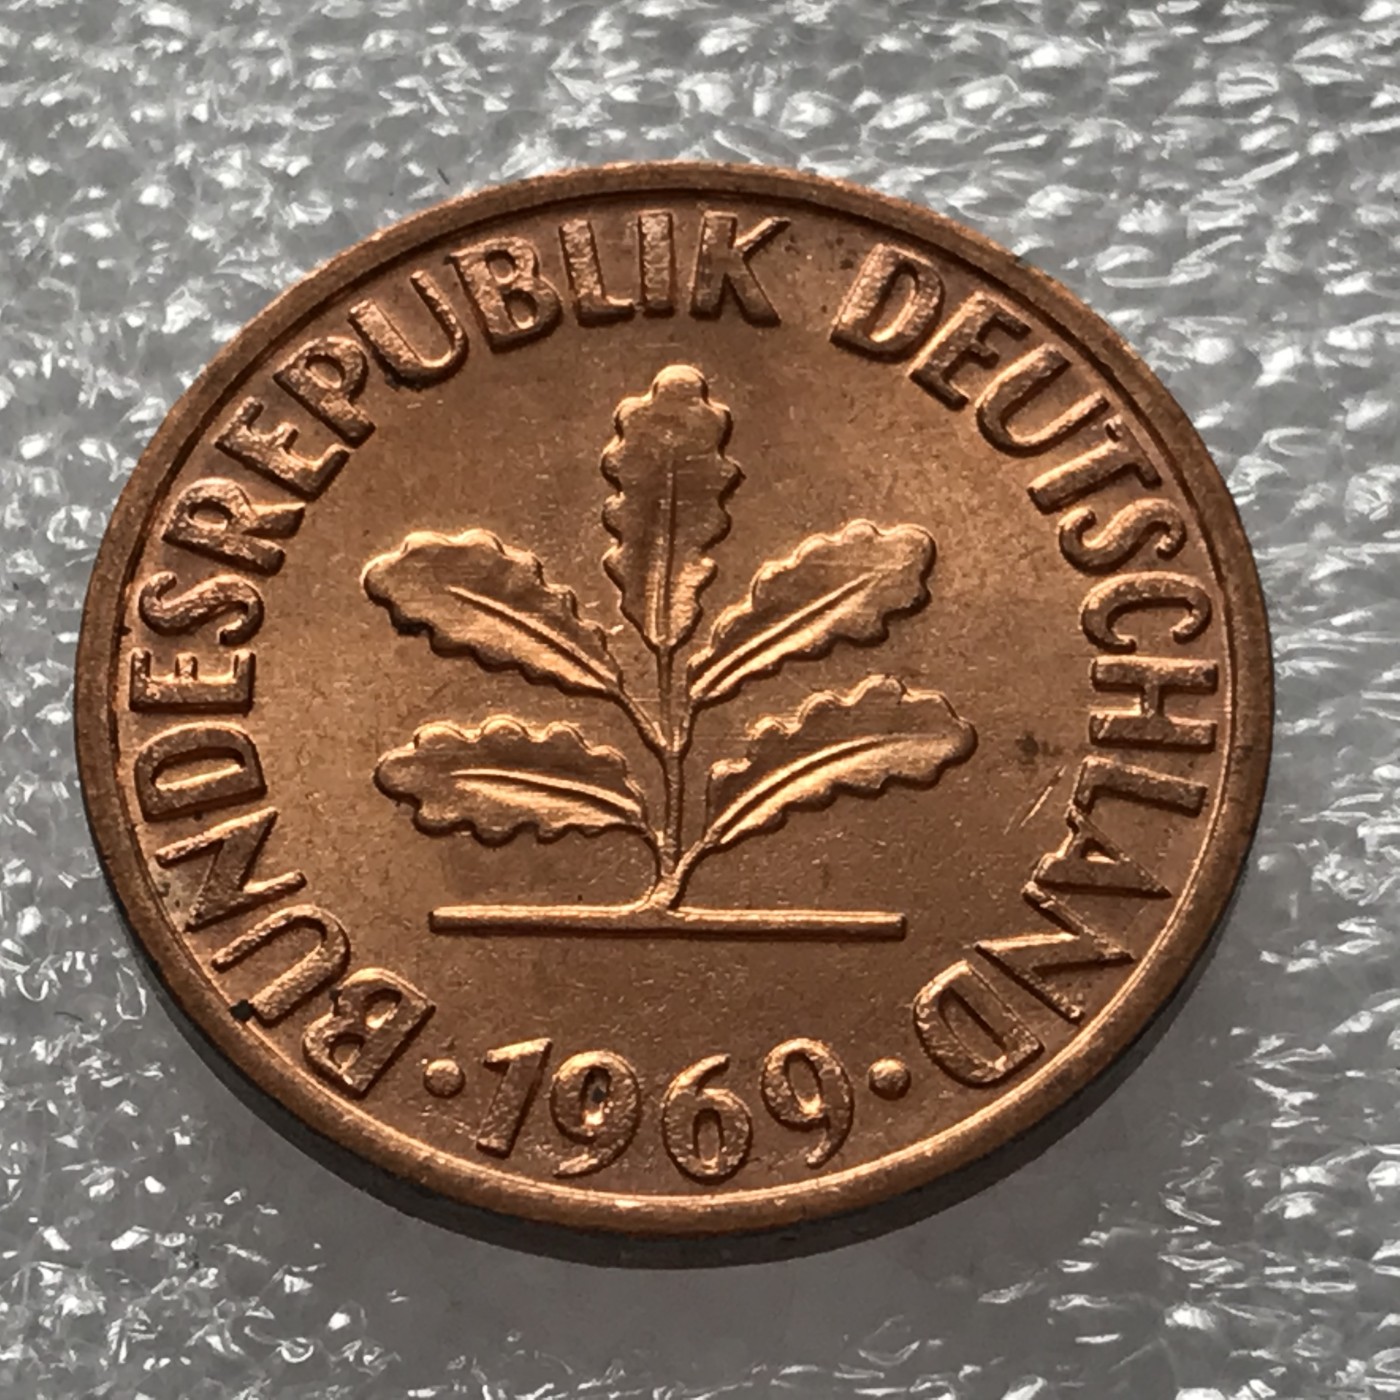 BUNDESREPUBLIK DEUTSCHLAND
· 1969 ·